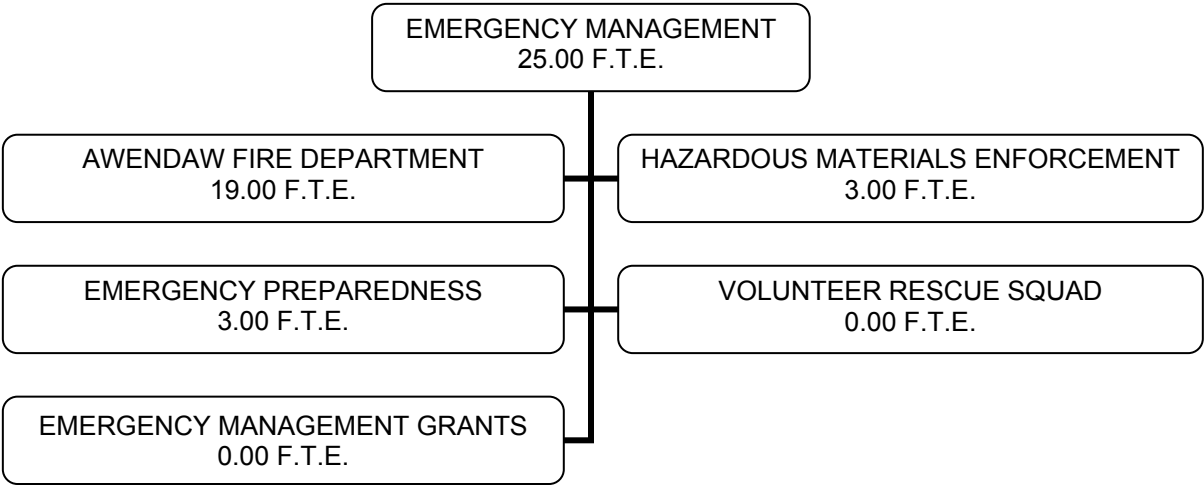 EMERGENCY MANAGEMENT
25.00 F.T.E.
AWENDAW FIRE DEPARTMENT
19.00 F.T.E.
HAZARDOUS MATERIALS ENFORCEMENT
3.00 F.T.E.
EMERGENCY PREPAREDNESS
3.00 F.T.E.
VOLUNTEER RESCUE SQUAD
0.00 F.T.E.
EMERGENCY MANAGEMENT GRANTS
0.00 F.T.E.